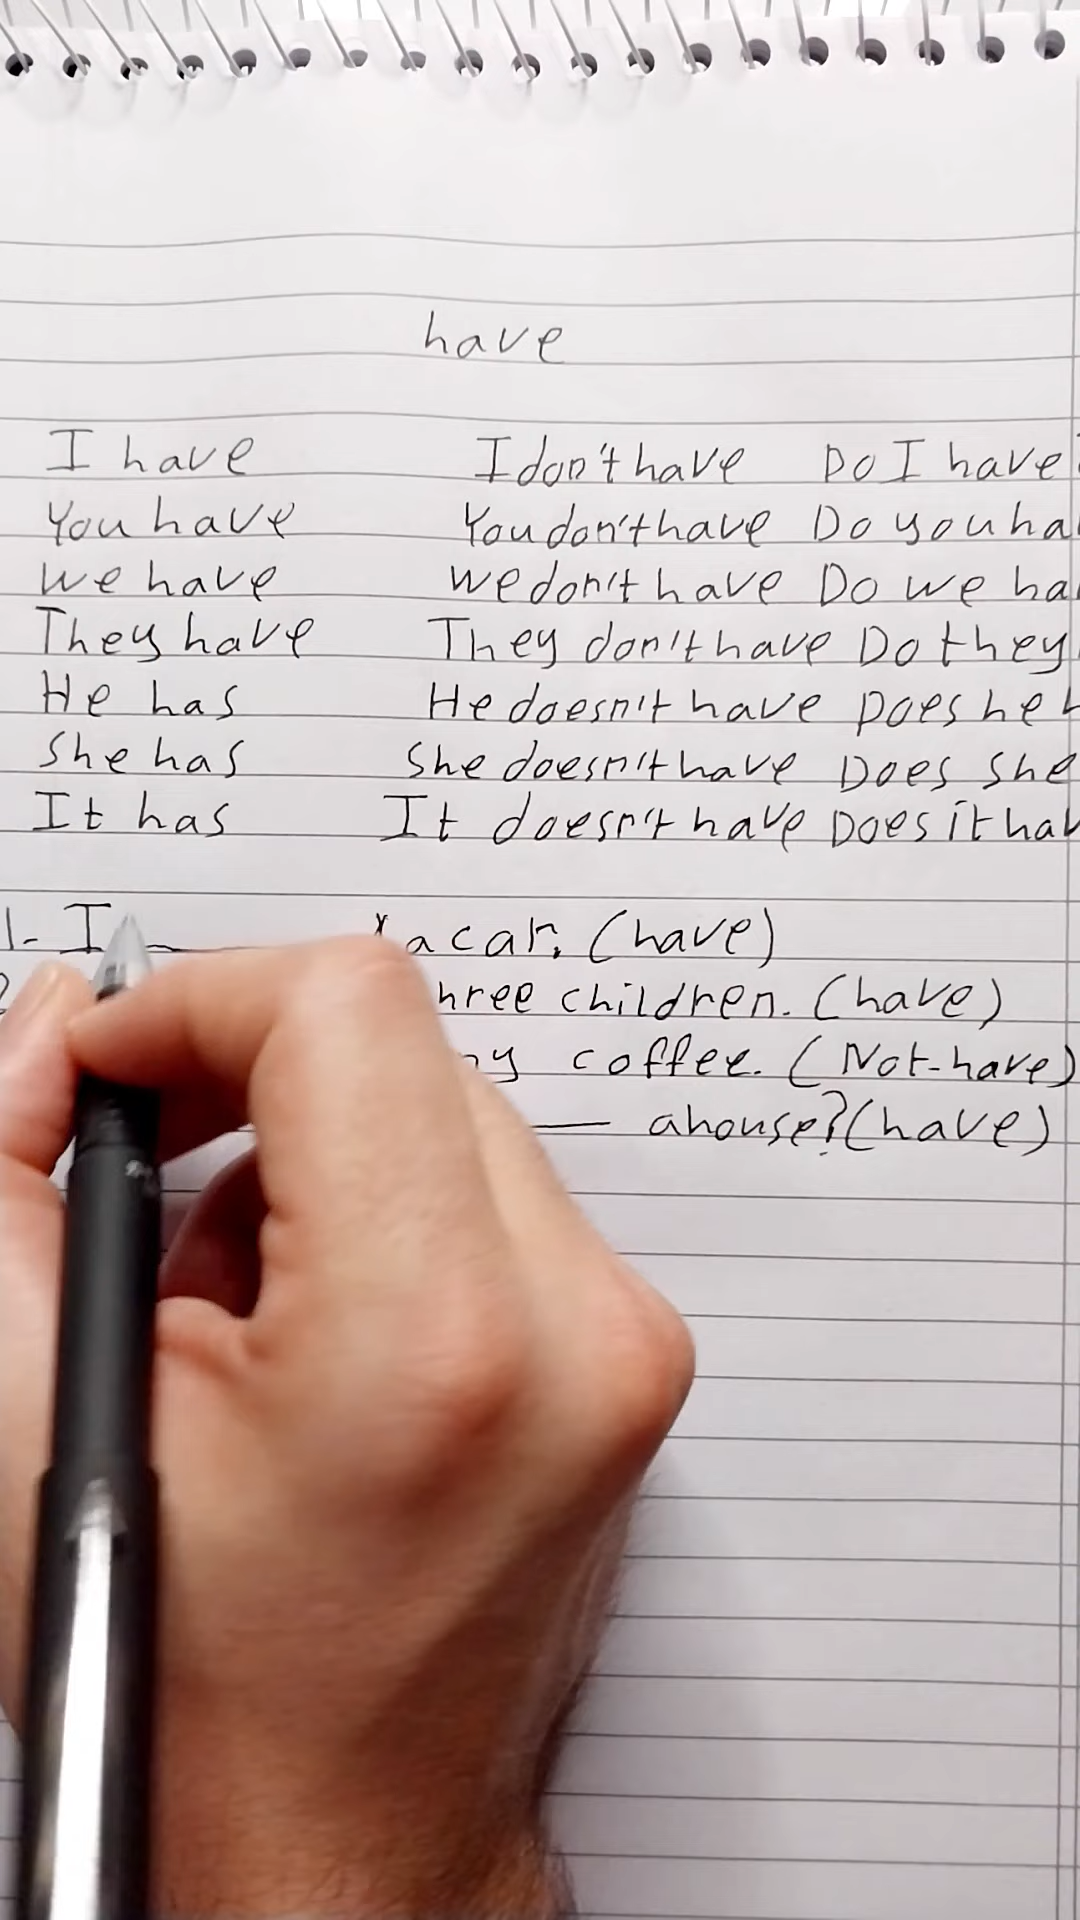 have
I have I don't have Do I have
You have You don't have Do you ha
We have We don't have Do we ha
They have They don't have Do they
He has He doesn't have Does he h
She has She doesn't have Does she
It has It doesn't have Does it hav
1- I a car. (have)
hree children. (have)
ny coffee. (Not-have)
a house? (have)